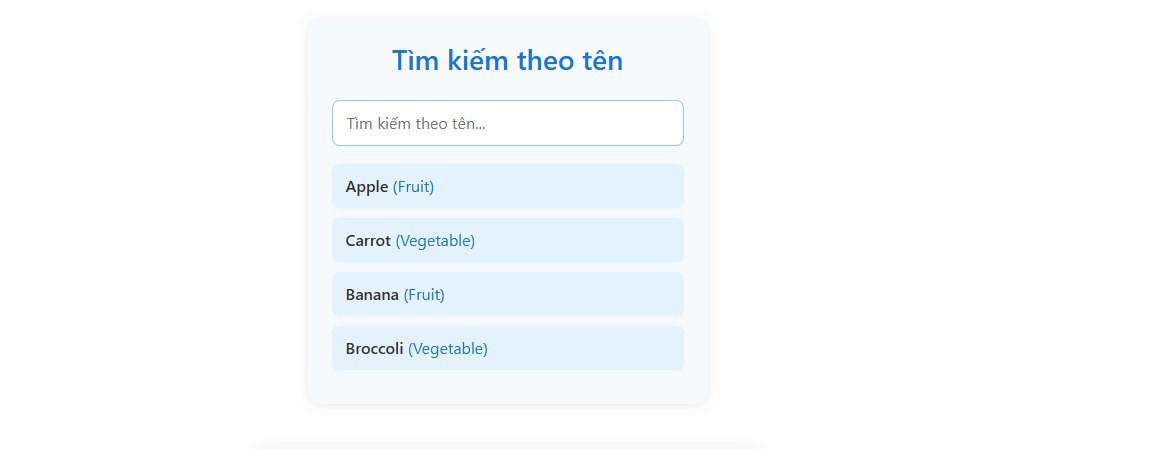 Tìm kiếm theo tên
Tìm kiếm theo tên...
Apple (Fruit)
Carrot (Vegetable)
Banana (Fruit)
Broccoli (Vegetable)